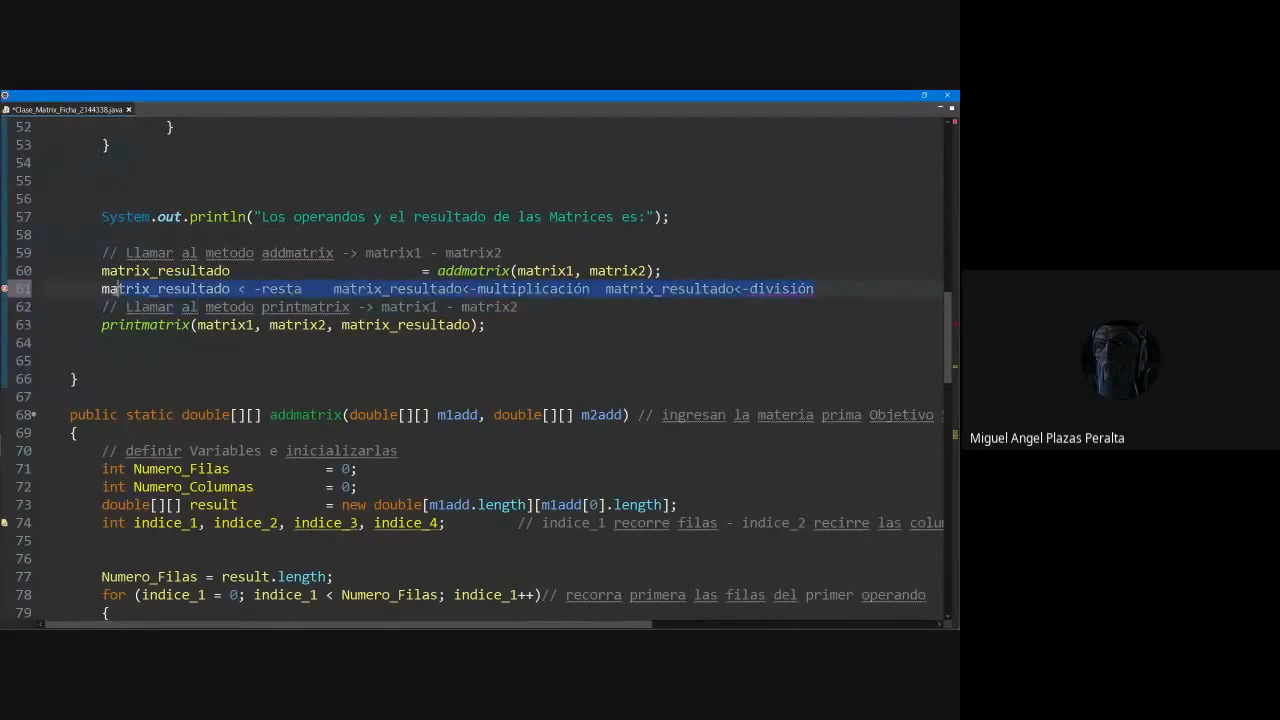 *Clase_Matrix_Ficha_2144338.java
52 }
53 }
54
55
56
57 System.out.println("Los operandos y el resultado de las Matrices es:");
58
59 // Llamar al metodo addmatrix -> matrix1 - matrix2
60 matrix_resultado = addmatrix(matrix1, matrix2);
61 matrix_resultado < -resta matrix_resultado<-multiplicación matrix_resultado<-división
62 // Llamar al metodo printmatrix -> matrix1 - matrix2
63 printmatrix(matrix1, matrix2, matrix_resultado);
64
65
66 }
67
68 public static double[][] addmatrix(double[][] m1add, double[][] m2add) // ingresan la materia prima Objetivo
69 {
70 // definir Variables e inicializarlas
71 int Numero_Filas = 0;
72 int Numero_Columnas = 0;
73 double[][] result = new double[m1add.length][m1add[0].length];
74 int indice_1, indice_2, indice_3, indice_4; // indice_1 recorre filas - indice_2 recirre las colu
75
76
77 Numero_Filas = result.length;
78 for (indice_1 = 0; indice_1 < Numero_Filas; indice_1++)// recorra primera las filas del primer operando
79 {
Miguel Angel Plazas Peralta